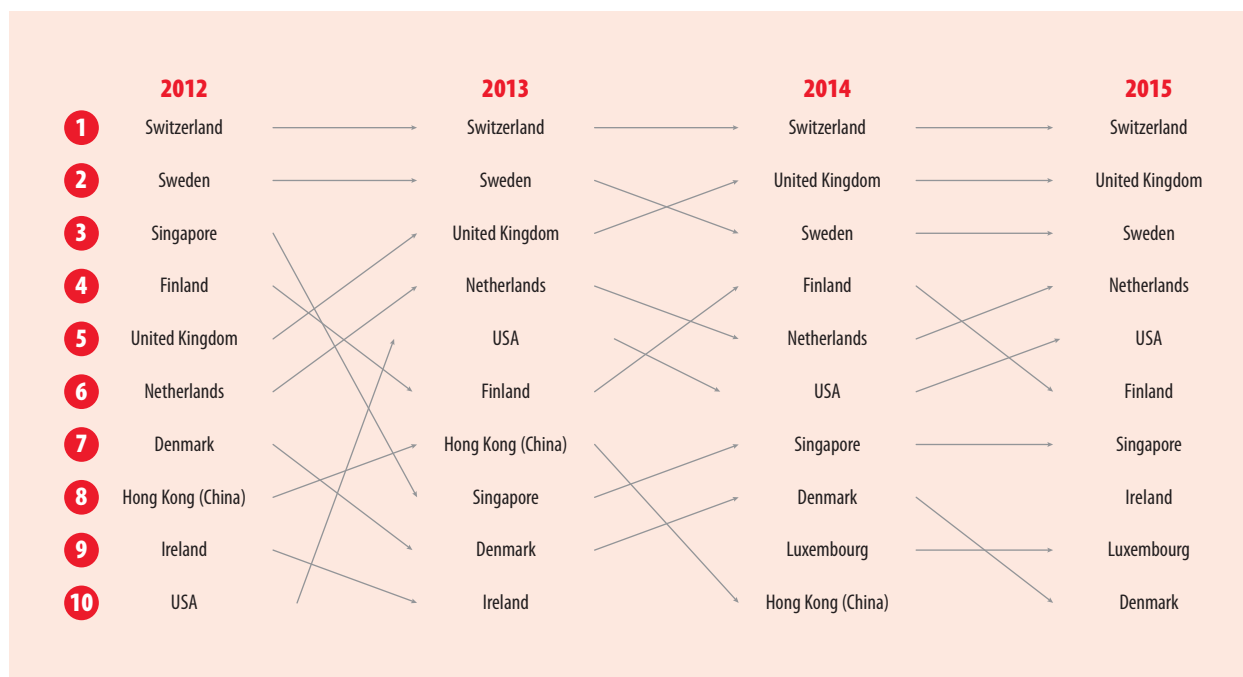 2012 2013 2014 2015
1 Switzerland Switzerland Switzerland Switzerland
2 Sweden Sweden United Kingdom United Kingdom
3 Singapore United Kingdom Sweden Sweden
4 Finland Netherlands Finland Netherlands
5 United Kingdom USA Netherlands USA
6 Netherlands Finland USA Finland
7 Denmark Hong Kong (China) Singapore Singapore
8 Hong Kong (China) Singapore Denmark Ireland
9 Ireland Denmark Luxembourg Luxembourg
10 USA Ireland Hong Kong (China) Denmark